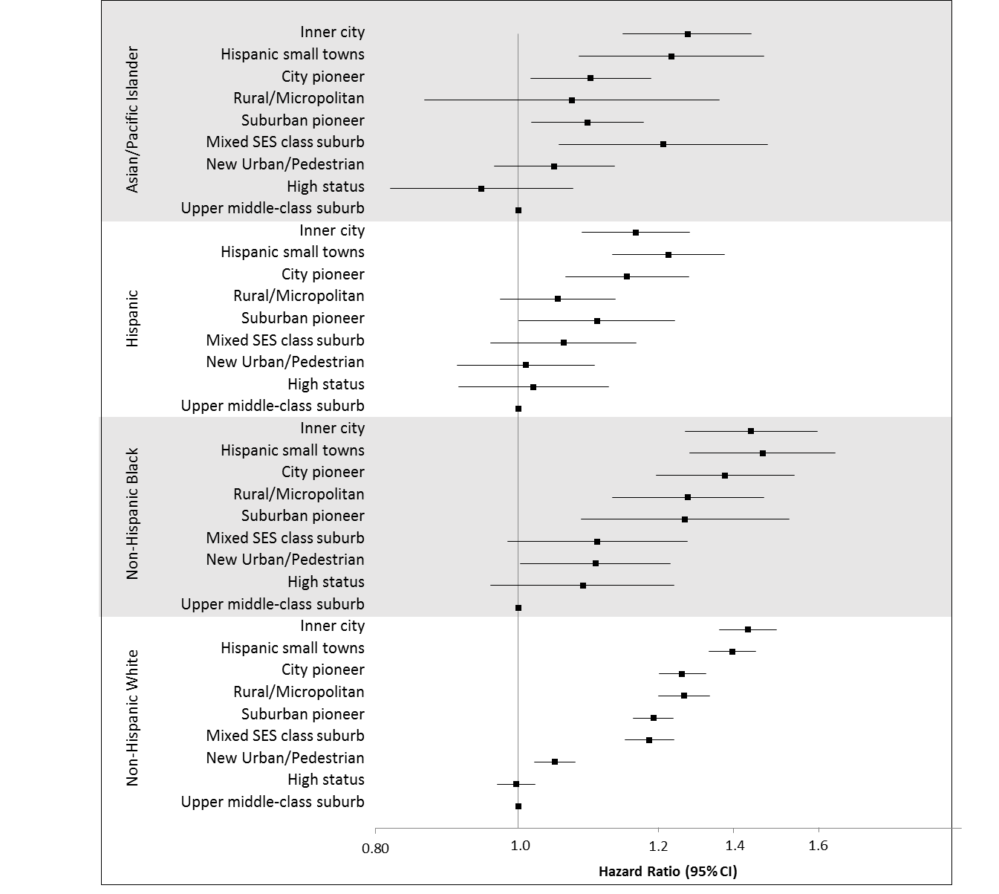 Asian/Pacific Islander
Inner city
Hispanic small towns
City pioneer
Rural/Micropolitan
Suburban pioneer
Mixed SES class suburb
New Urban/Pedestrian
High status
Upper middle-class suburb
Hispanic
Inner city
Hispanic small towns
City pioneer
Rural/Micropolitan
Suburban pioneer
Mixed SES class suburb
New Urban/Pedestrian
High status
Upper middle-class suburb
Non-Hispanic Black
Inner city
Hispanic small towns
City pioneer
Rural/Micropolitan
Suburban pioneer
Mixed SES class suburb
New Urban/Pedestrian
High status
Upper middle-class suburb
Non-Hispanic White
Inner city
Hispanic small towns
City pioneer
Rural/Micropolitan
Suburban pioneer
Mixed SES class suburb
New Urban/Pedestrian
High status
Upper middle-class suburb
0.80 1.0 1.2 1.4 1.6
Hazard Ratio (95% CI)